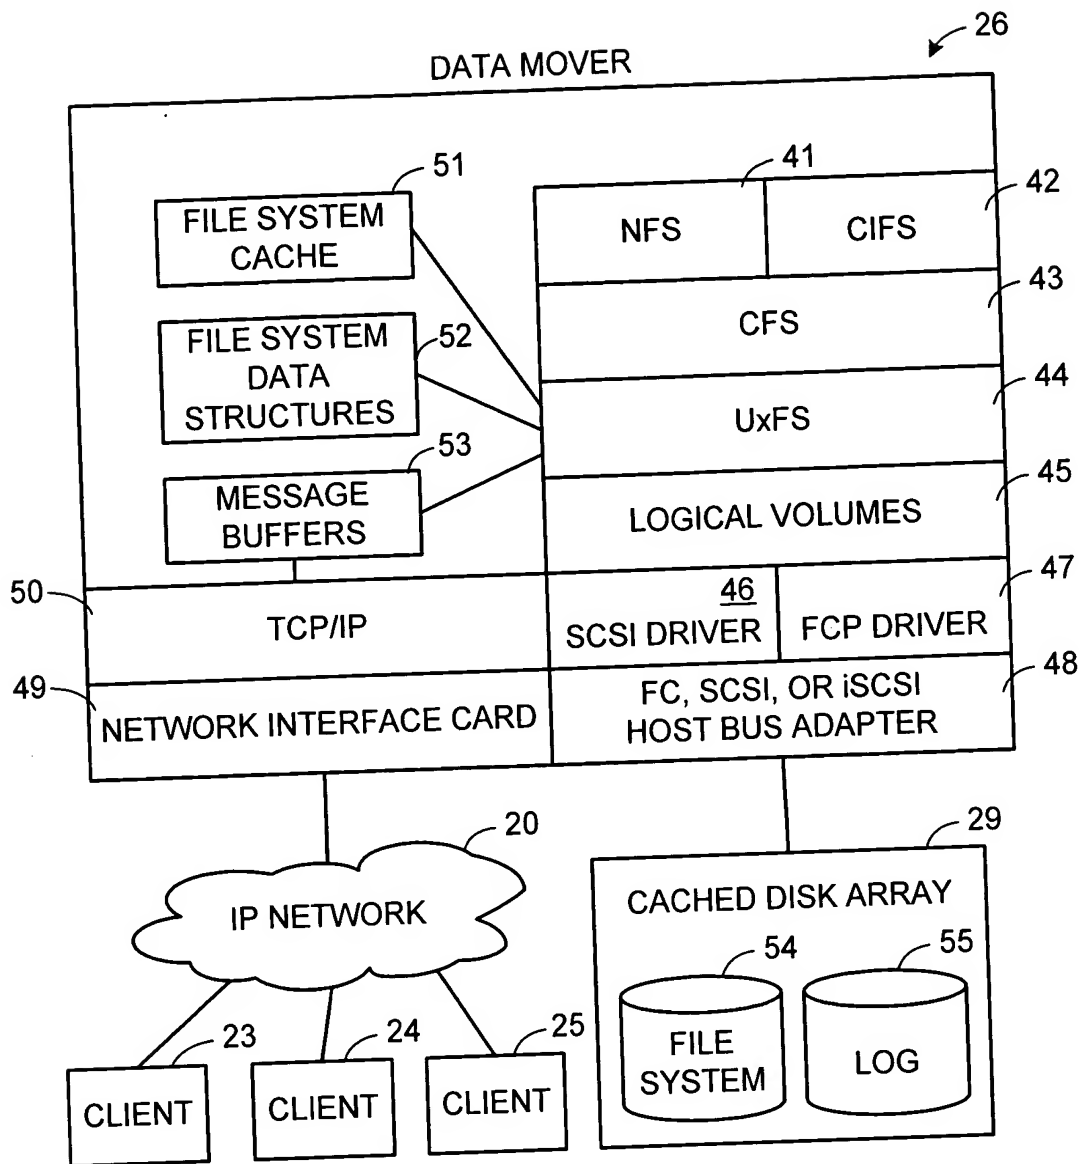 26
DATA MOVER
51
41
42
FILE SYSTEM
CACHE
NFS
CIFS
43
CFS
52
FILE SYSTEM
DATA
STRUCTURES
44
UxFS
53
MESSAGE
BUFFERS
45
LOGICAL VOLUMES
50
TCP/IP
46
SCSI DRIVER
47
FCP DRIVER
49
NETWORK INTERFACE CARD
48
FC, SCSI, OR iSCSI
HOST BUS ADAPTER
20
IP NETWORK
29
CACHED DISK ARRAY
54
55
FILE
SYSTEM
LOG
23
24
25
CLIENT
CLIENT
CLIENT